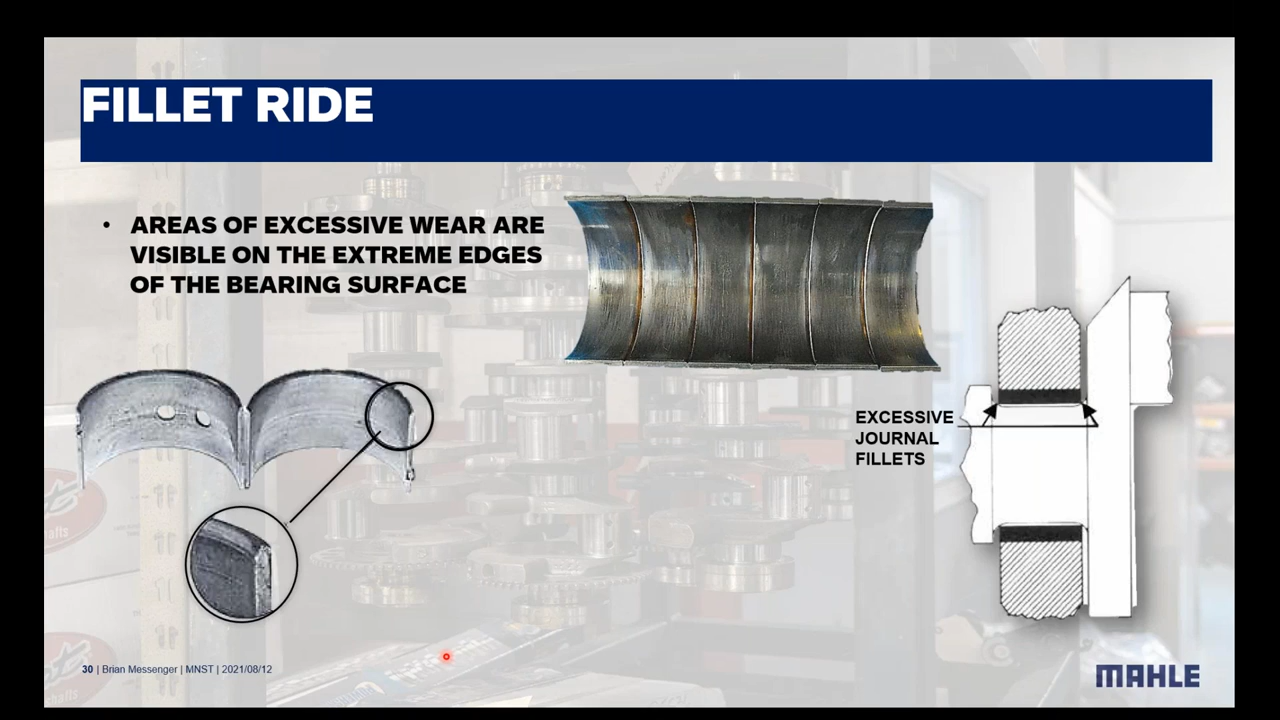 FILLET RIDE
• AREAS OF EXCESSIVE WEAR ARE
VISIBLE ON THE EXTREME EDGES
OF THE BEARING SURFACE
EXCESSIVE
JOURNAL
FILLETS
30 | Brian Messenger | MNST | 2021/08/12
MAHLE